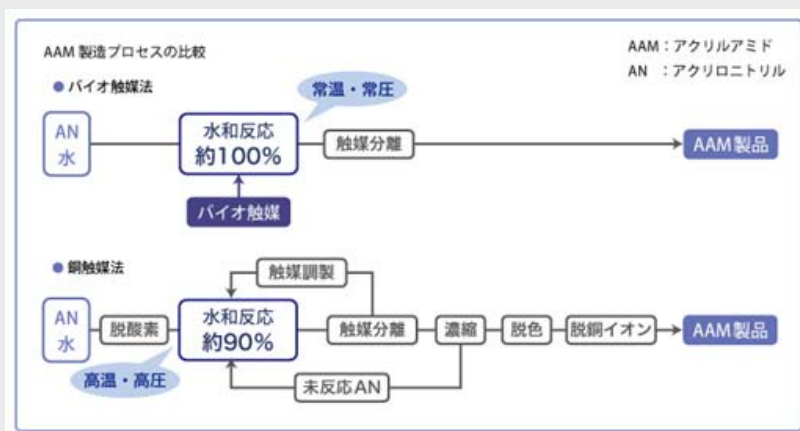 AAM 製造プロセスの比較
AAM：アクリルアミド
AN ：アクリロニトリル
● バイオ触媒法
常温・常圧
AN
水
水和反応
約100%
触媒分離
AAM製品
バイオ触媒
● 銅触媒法
触媒調製
AN
水
脱酸素
水和反応
約90%
触媒分離
濃縮
脱色
脱銅イオン
AAM製品
高温・高圧
未反応AN